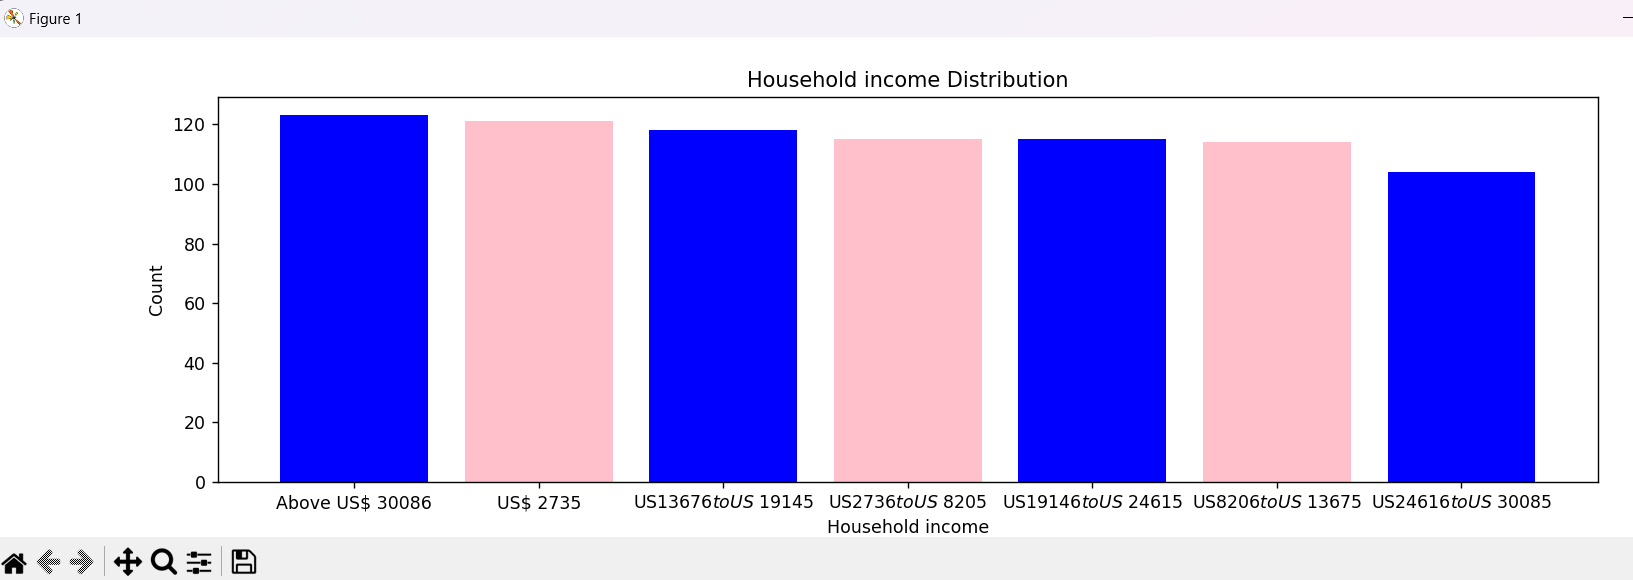 Figure 1
Household income Distribution
120
100
80
60
40
20
0
Count
Above US$ 30086
US$ 2735
US13676toUS 19145
US2736toUS 8205
US19146toUS 24615
US8206toUS 13675
US24616toUS 30085
Household income